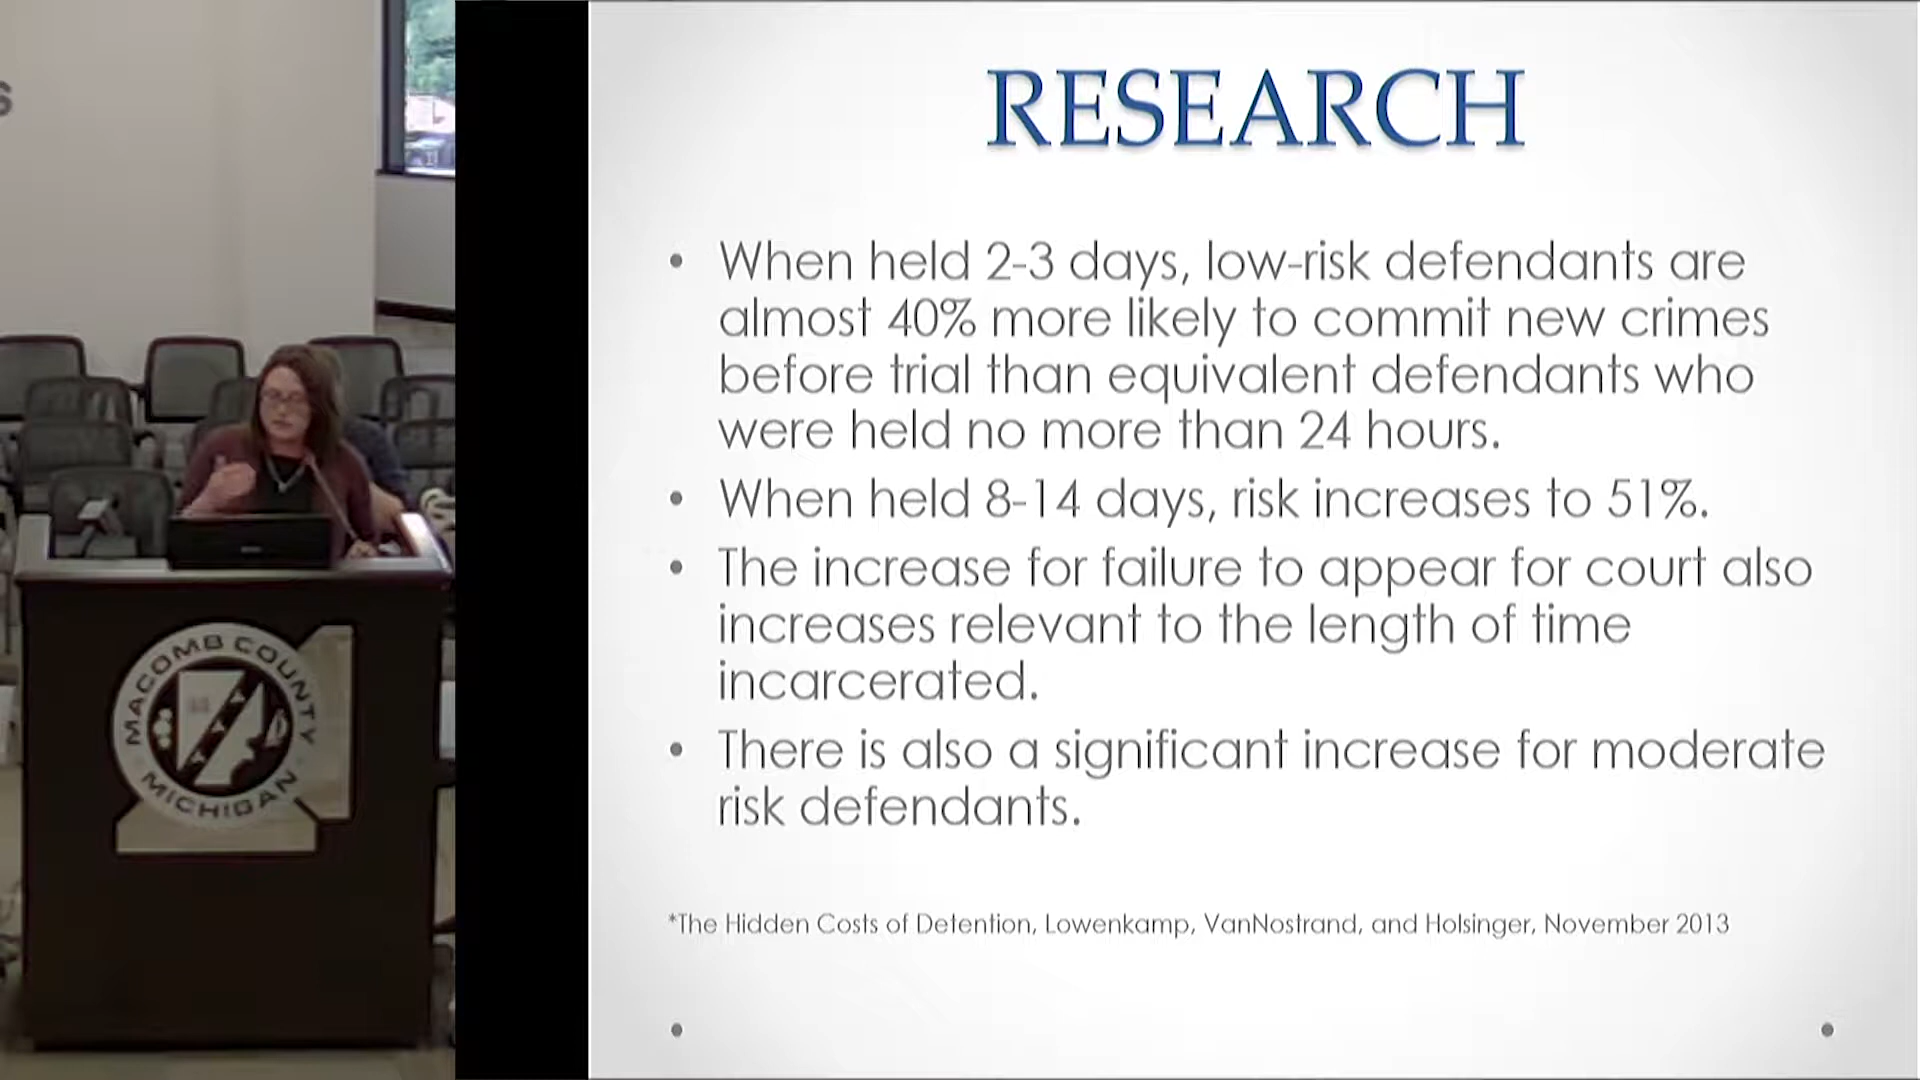 S
MACOMB COUNTY
MICHIGAN
RESEARCH
• When held 2-3 days, low-risk defendants are
almost 40% more likely to commit new crimes
before trial than equivalent defendants who
were held no more than 24 hours.
• When held 8-14 days, risk increases to 51%.
• The increase for failure to appear for court also
increases relevant to the length of time
incarcerated.
• There is also a significant increase for moderate
risk defendants.
*The Hidden Costs of Detention, Lowenkamp, VanNostrand, and Holsinger, November 2013